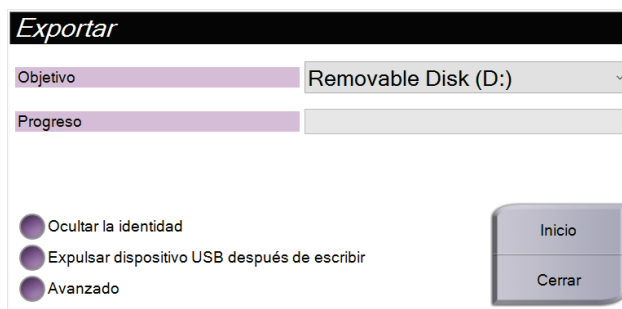 Exportar
Objetivo
Removable Disk (D:)
Progreso
Ocultar la identidad
Expulsar dispositivo USB después de escribir
Avanzado
Inicio
Cerrar